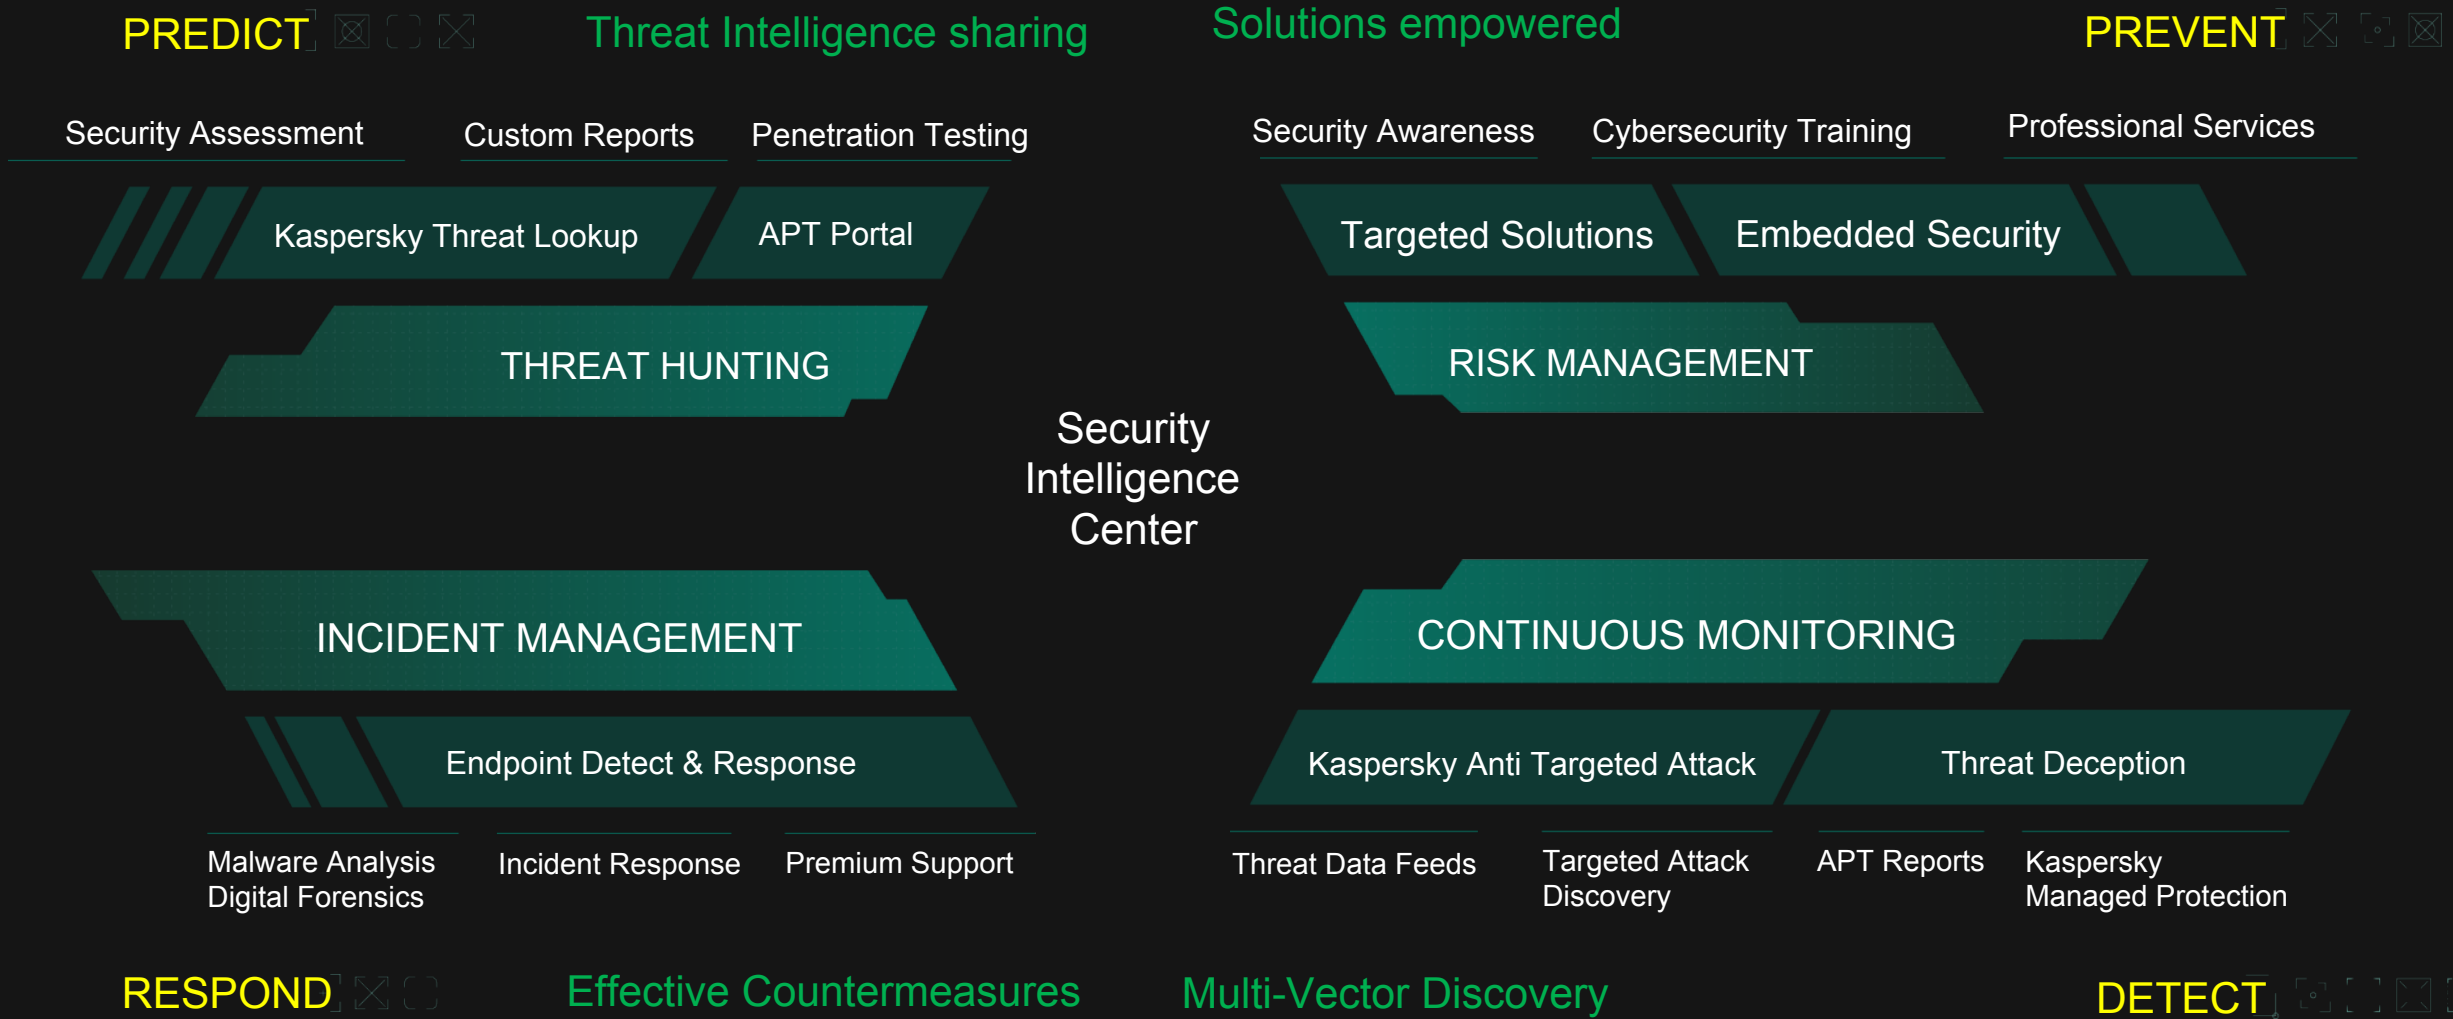 PREDICT
Threat Intelligence sharing
Solutions empowered
PREVENT
Security Assessment
Custom Reports
Penetration Testing
Security Awareness
Cybersecurity Training
Professional Services
Kaspersky Threat Lookup
APT Portal
Targeted Solutions
Embedded Security
THREAT HUNTING
RISK MANAGEMENT
Security
Intelligence
Center
INCIDENT MANAGEMENT
CONTINUOUS MONITORING
Endpoint Detect & Response
Kaspersky Anti Targeted Attack
Threat Deception
Malware Analysis
Digital Forensics
Incident Response
Premium Support
Threat Data Feeds
Targeted Attack
Discovery
APT Reports
Kaspersky
Managed Protection
RESPOND
Effective Countermeasures
Multi-Vector Discovery
DETECT